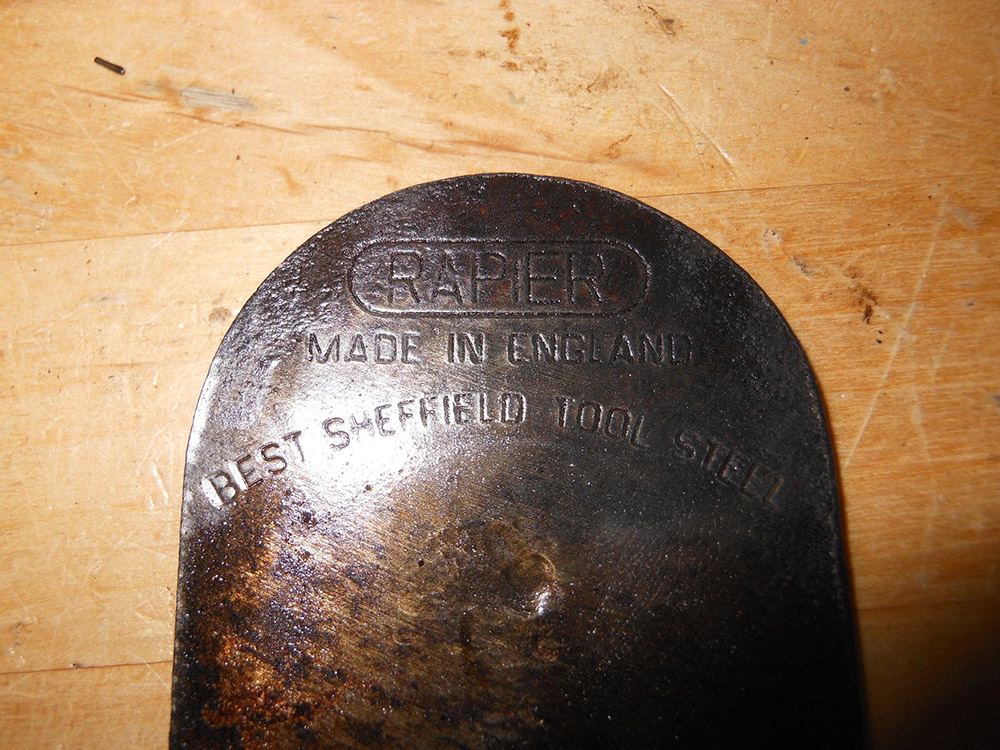 RAPIER
MADE IN ENGLAND
BEST SHEFFIELD TOOL STEEL